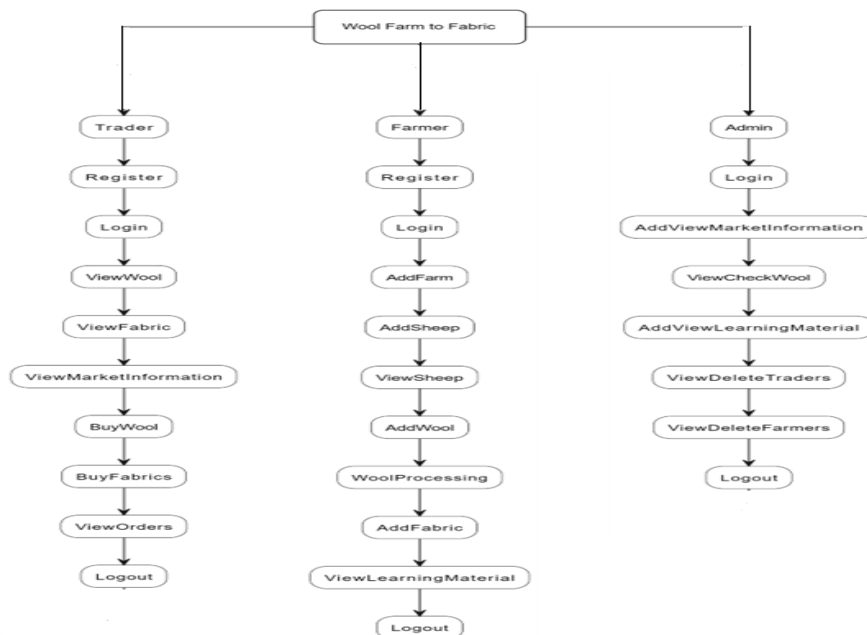 Wool Farm to Fabric
Trader
Register
Login
ViewWool
ViewFabric
ViewMarketInformation
BuyWool
BuyFabrics
ViewOrders
Logout
Farmer
Register
Login
AddFarm
AddSheep
ViewSheep
AddWool
WoolProcessing
AddFabric
ViewLearningMaterial
Logout
Admin
Login
AddViewMarketInformation
ViewCheckWool
AddViewLearningMaterial
ViewDeleteTraders
ViewDeleteFarmers
Logout